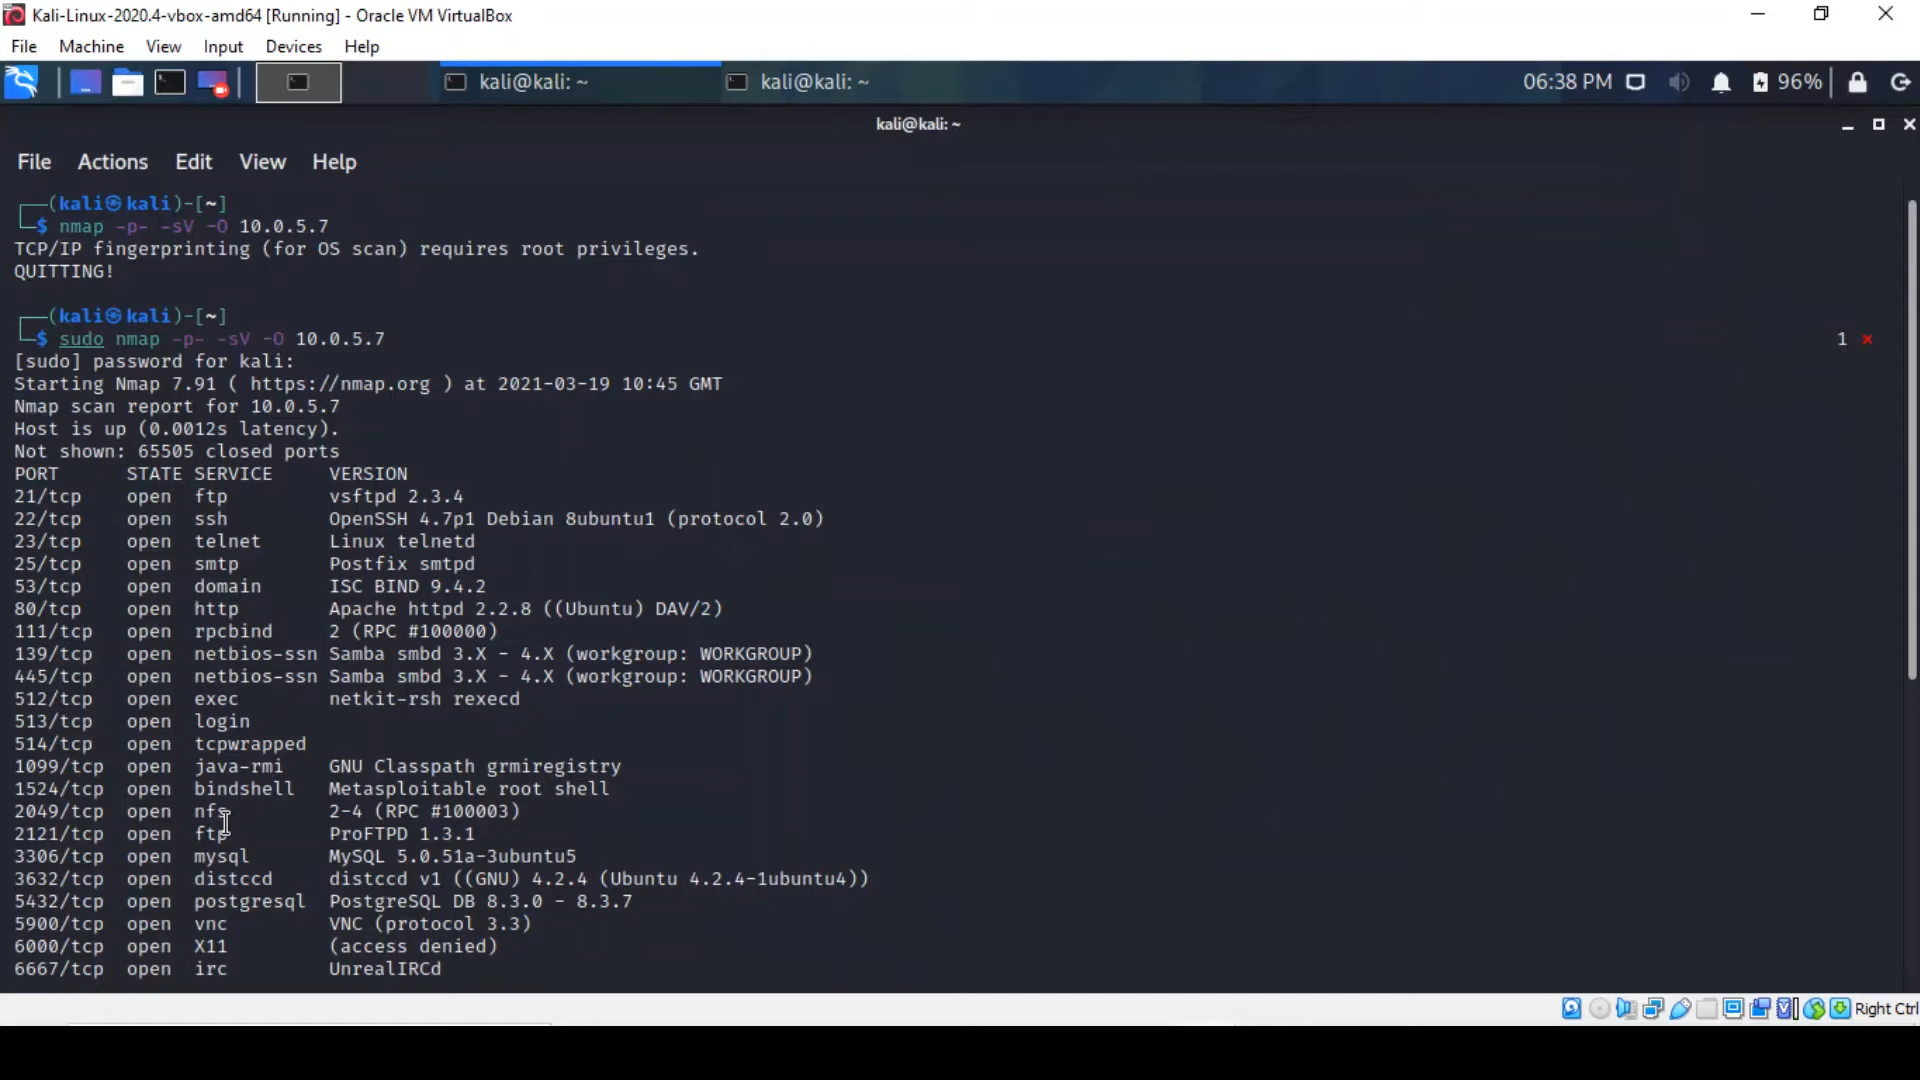 Kali-Linux-2020.4-vbox-amd64 [Running] - Oracle VM VirtualBox
File Machine View Input Devices Help
kali@kali: ~ kali@kali: ~ 06:38 PM 96%
kali@kali: ~
File Actions Edit View Help
┌──(kali㉿kali)-[~]
└─$ nmap -p- -sV -O 10.0.5.7
TCP/IP fingerprinting (for OS scan) requires root privileges.
QUITTING!
┌──(kali㉿kali)-[~]
└─$ sudo nmap -p- -sV -O 10.0.5.7 1 ⨯
[sudo] password for kali:
Starting Nmap 7.91 ( https://nmap.org ) at 2021-03-19 10:45 GMT
Nmap scan report for 10.0.5.7
Host is up (0.0012s latency).
Not shown: 65505 closed ports
PORT STATE SERVICE VERSION
21/tcp open ftp vsftpd 2.3.4
22/tcp open ssh OpenSSH 4.7p1 Debian 8ubuntu1 (protocol 2.0)
23/tcp open telnet Linux telnetd
25/tcp open smtp Postfix smtpd
53/tcp open domain ISC BIND 9.4.2
80/tcp open http Apache httpd 2.2.8 ((Ubuntu) DAV/2)
111/tcp open rpcbind 2 (RPC #100000)
139/tcp open netbios-ssn Samba smbd 3.X - 4.X (workgroup: WORKGROUP)
445/tcp open netbios-ssn Samba smbd 3.X - 4.X (workgroup: WORKGROUP)
512/tcp open exec netkit-rsh rexecd
513/tcp open login
514/tcp open tcpwrapped
1099/tcp open java-rmi GNU Classpath grmiregistry
1524/tcp open bindshell Metasploitable root shell
2049/tcp open nfs 2-4 (RPC #100003)
2121/tcp open ftp ProFTPD 1.3.1
3306/tcp open mysql MySQL 5.0.51a-3ubuntu5
3632/tcp open distccd distccd v1 ((GNU) 4.2.4 (Ubuntu 4.2.4-1ubuntu4))
5432/tcp open postgresql PostgreSQL DB 8.3.0 - 8.3.7
5900/tcp open vnc VNC (protocol 3.3)
6000/tcp open X11 (access denied)
6667/tcp open irc UnrealIRCd
Right Ctrl